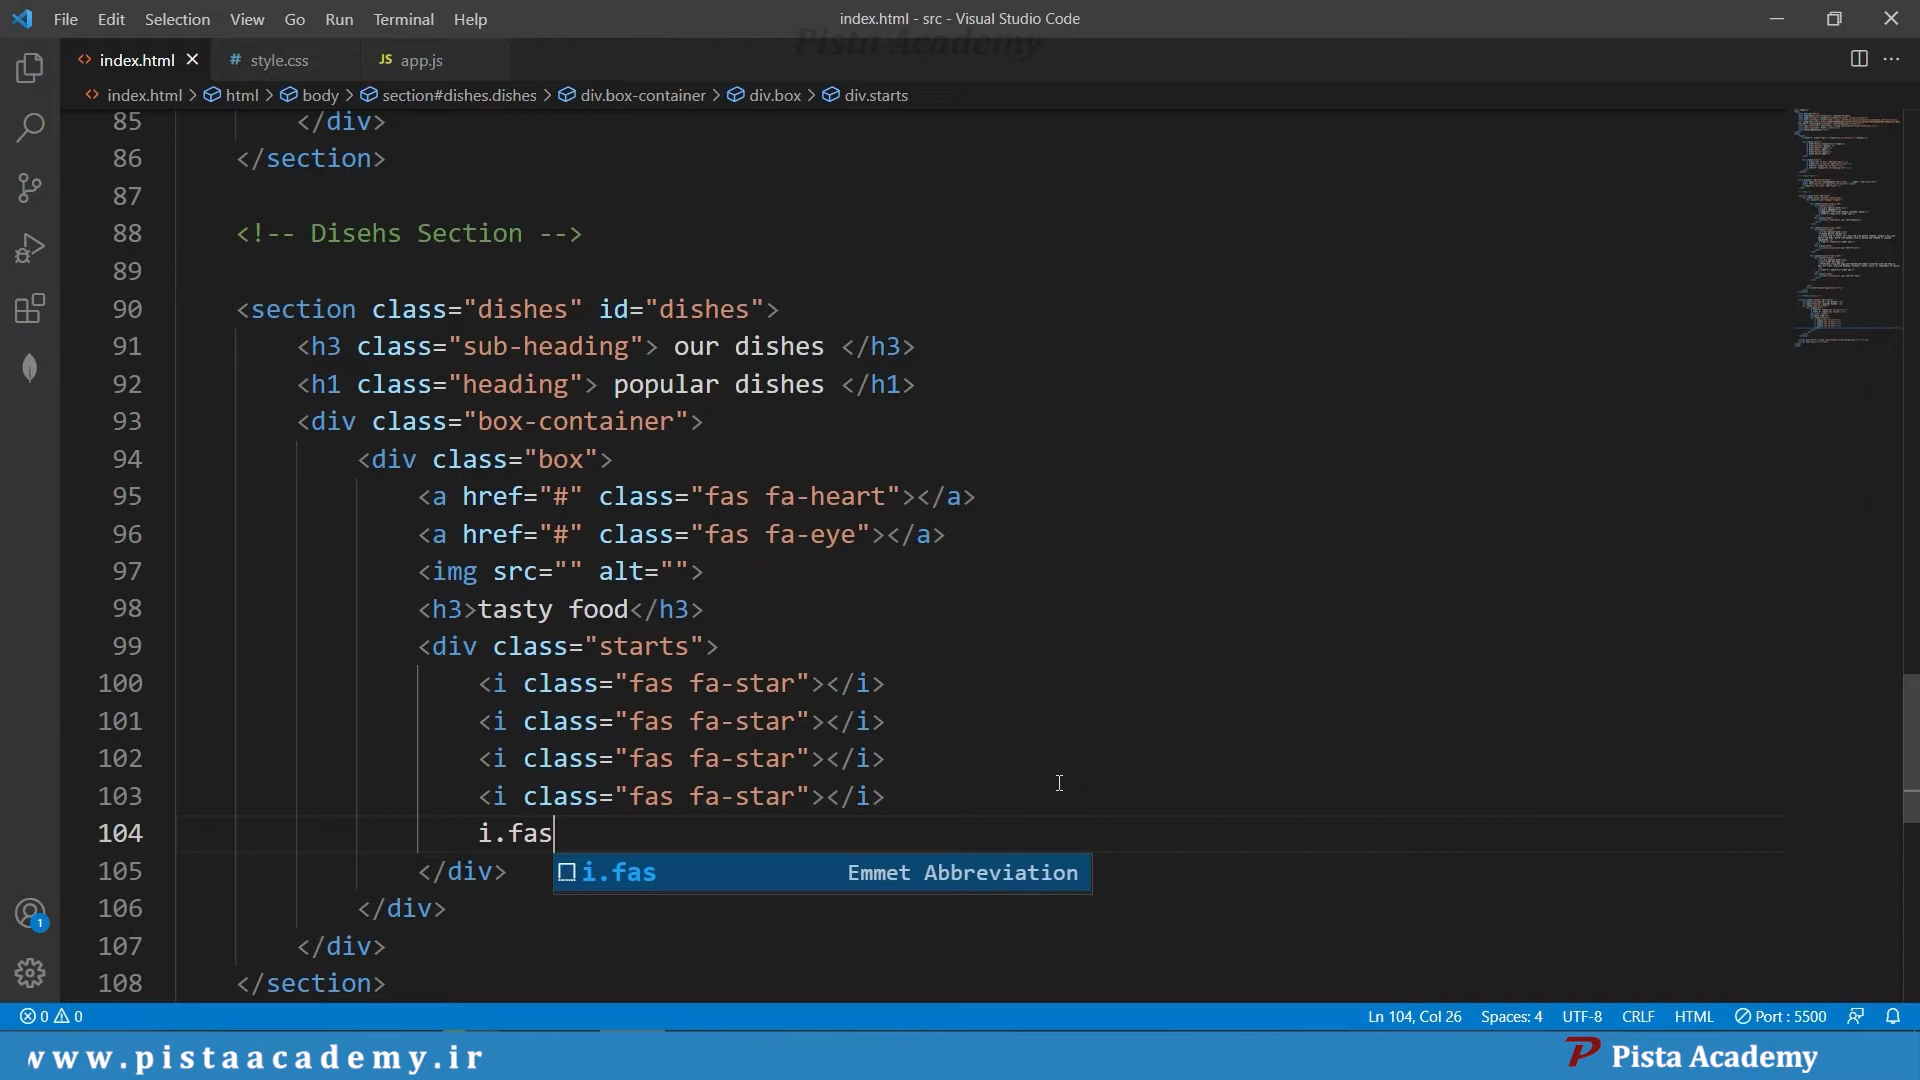 File Edit Selection View Go Run Terminal Help
index.html - src - Visual Studio Code
Pista Academy
index.html
# style.css
JS app.js
index.html > html > body > section#dishes.dishes > div.box-container > div.box > div.starts
85 </div>
86 </section>
87
88 <!-- Disehs Section -->
89
90 <section class="dishes" id="dishes">
91 <h3 class="sub-heading"> our dishes </h3>
92 <h1 class="heading"> popular dishes </h1>
93 <div class="box-container">
94 <div class="box">
95 <a href="#" class="fas fa-heart"></a>
96 <a href="#" class="fas fa-eye"></a>
97 <img src="" alt="">
98 <h3>tasty food</h3>
99 <div class="starts">
100 <i class="fas fa-star"></i>
101 <i class="fas fa-star"></i>
102 <i class="fas fa-star"></i>
103 <i class="fas fa-star"></i>
104 i.fas
105 </div>
i.fas Emmet Abbreviation
106 </div>
107 </div>
108 </section>
1
0 0
Ln 104, Col 26 Spaces: 4 UTF-8 CRLF HTML Port : 5500
www.pistaacademy.ir
P Pista Academy